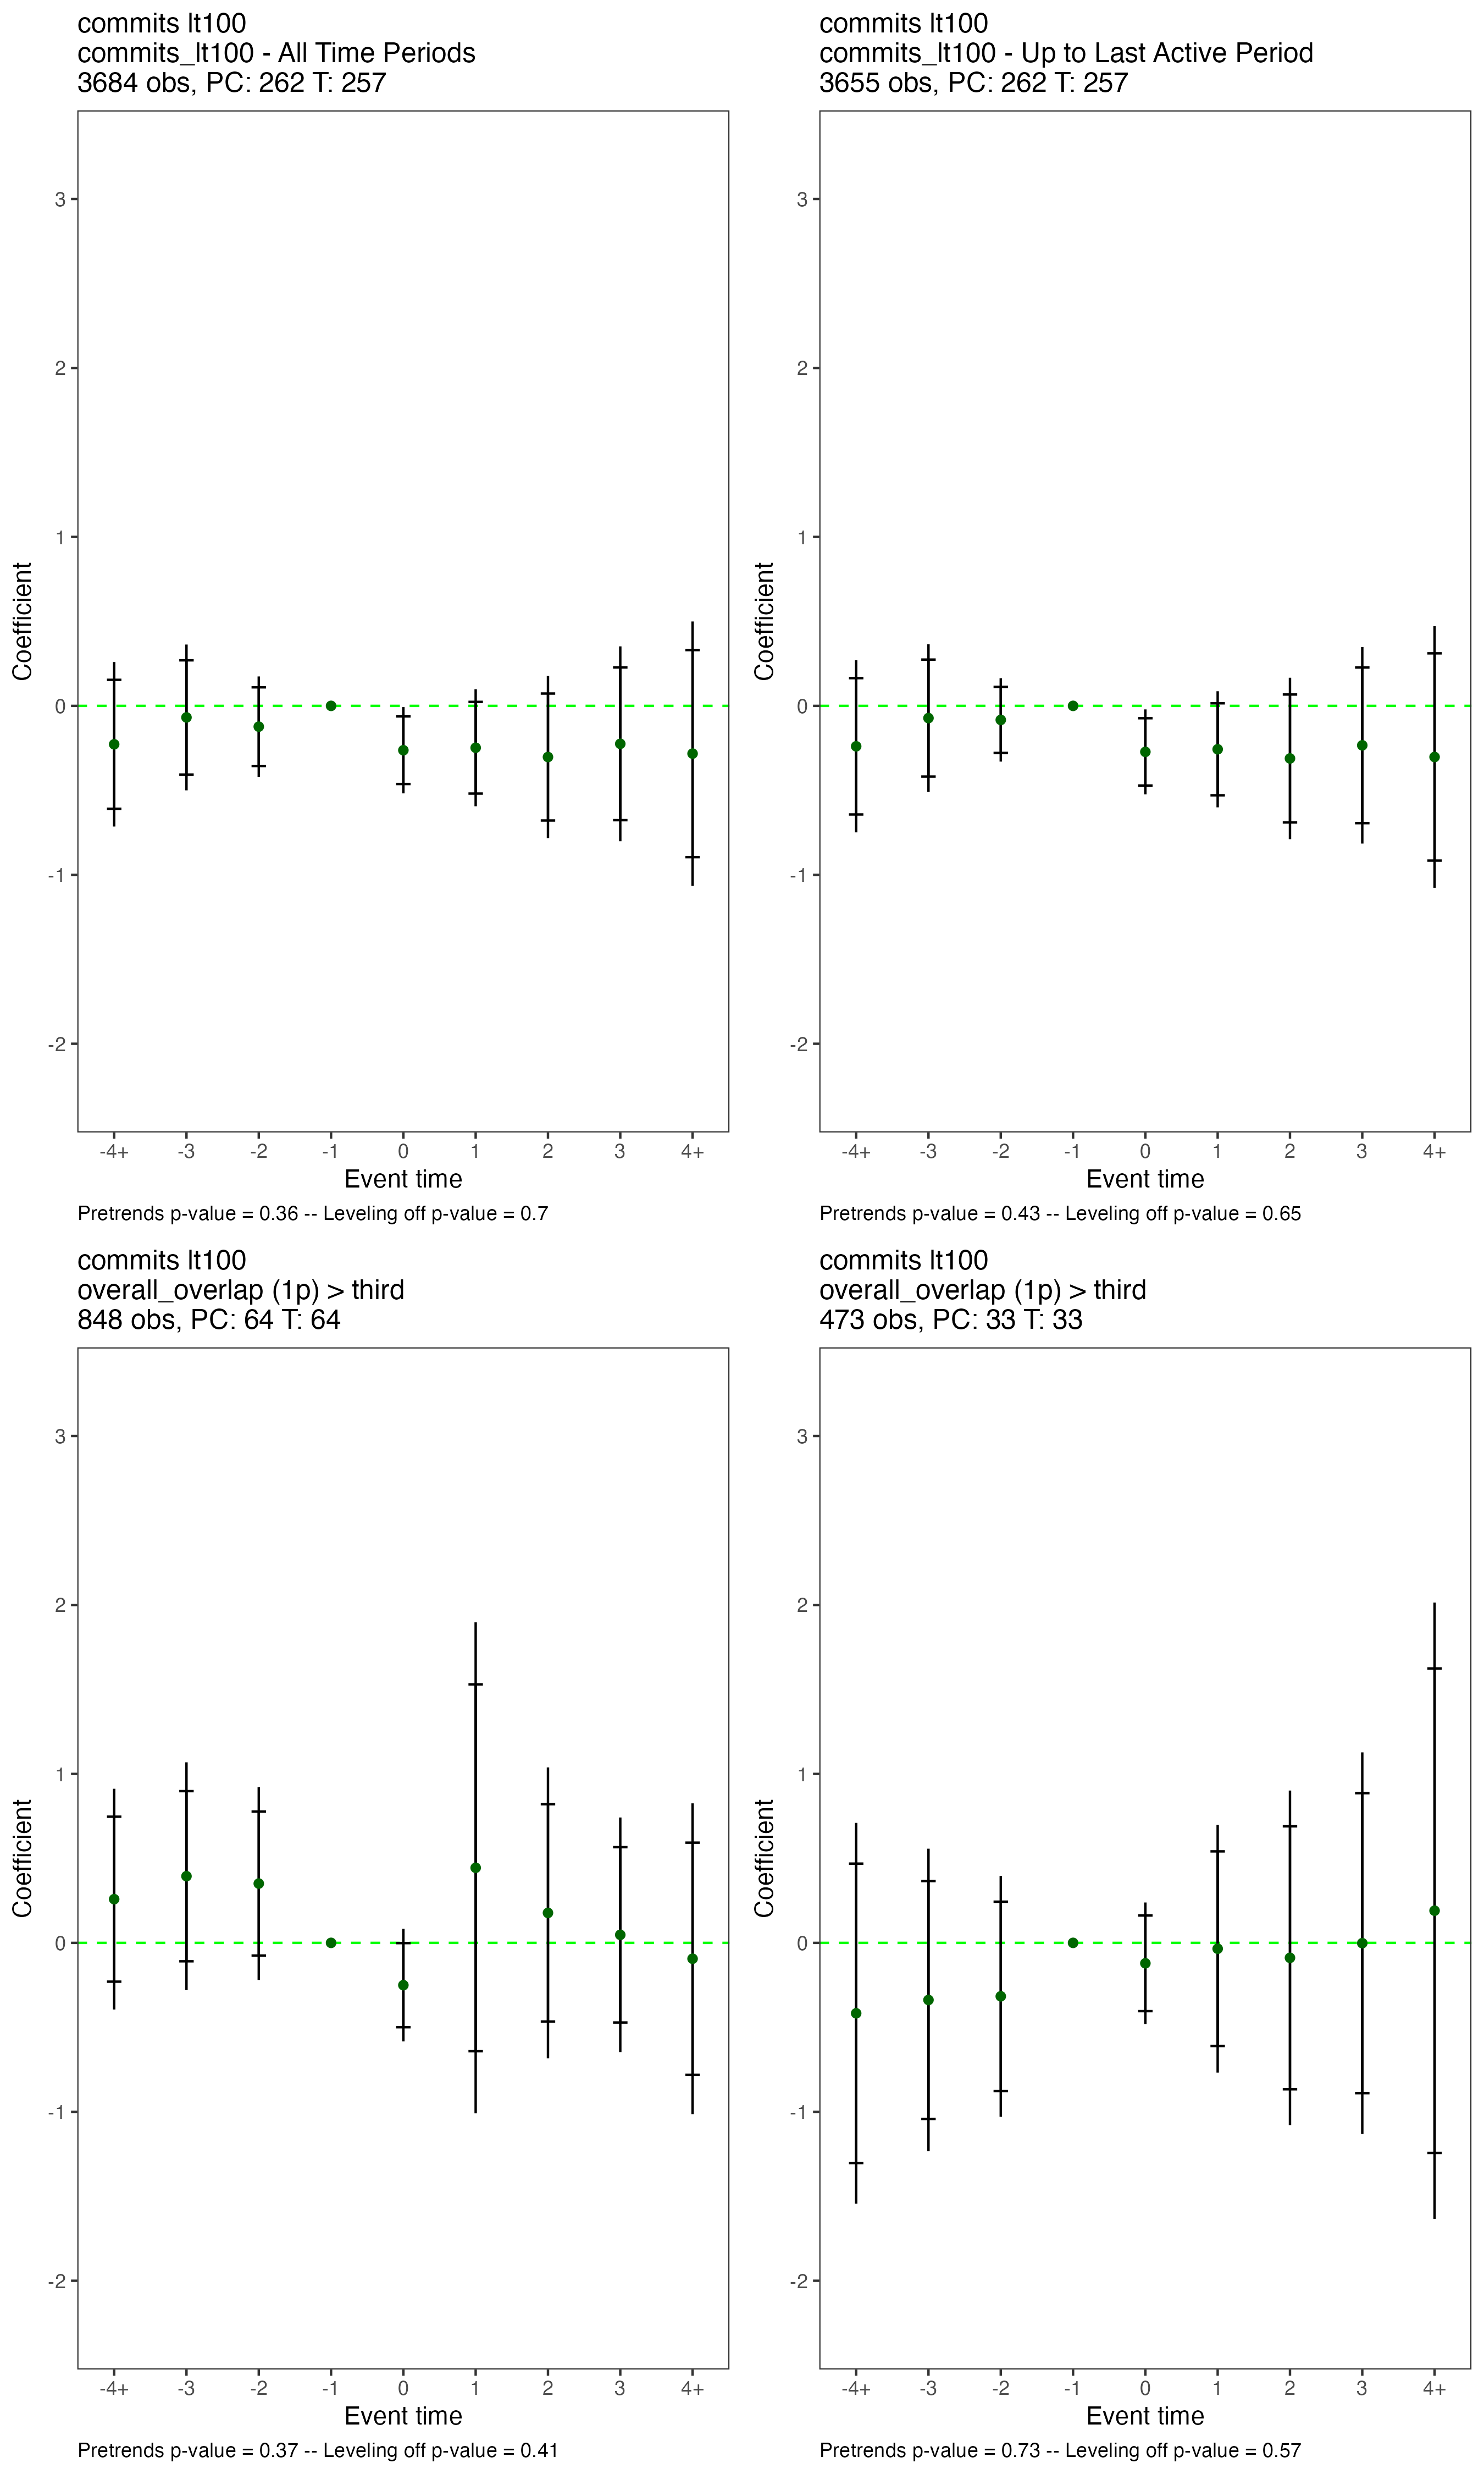 commits lt100
commits_lt100 - All Time Periods
3684 obs, PC: 262 T: 257
3
2
1
0
-1
-2
Coefficient
-4+ -3 -2 -1 0 1 2 3 4+
Event time
Pretrends p-value = 0.36 -- Leveling off p-value = 0.7
commits lt100
commits_lt100 - Up to Last Active Period
3655 obs, PC: 262 T: 257
3
2
1
0
-1
-2
Coefficient
-4+ -3 -2 -1 0 1 2 3 4+
Event time
Pretrends p-value = 0.43 -- Leveling off p-value = 0.65
commits lt100
overall_overlap (1p) > third
848 obs, PC: 64 T: 64
3
2
1
0
-1
-2
Coefficient
-4+ -3 -2 -1 0 1 2 3 4+
Event time
Pretrends p-value = 0.37 -- Leveling off p-value = 0.41
commits lt100
overall_overlap (1p) > third
473 obs, PC: 33 T: 33
3
2
1
0
-1
-2
Coefficient
-4+ -3 -2 -1 0 1 2 3 4+
Event time
Pretrends p-value = 0.73 -- Leveling off p-value = 0.57